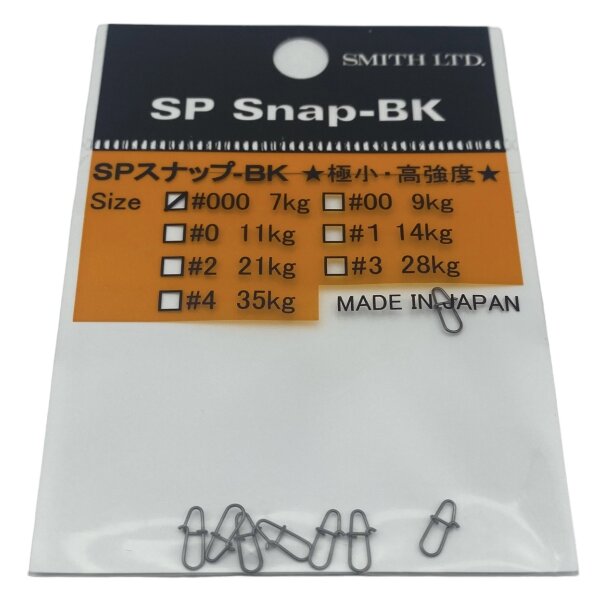 SMITH LTD.
SP Snap-BK
SPスナップ-BK ★極小・高強度★
Size #000 7kg #00 9kg
#0 11kg #1 14kg
#2 21kg #3 28kg
#4 35kg MADE IN JAPAN